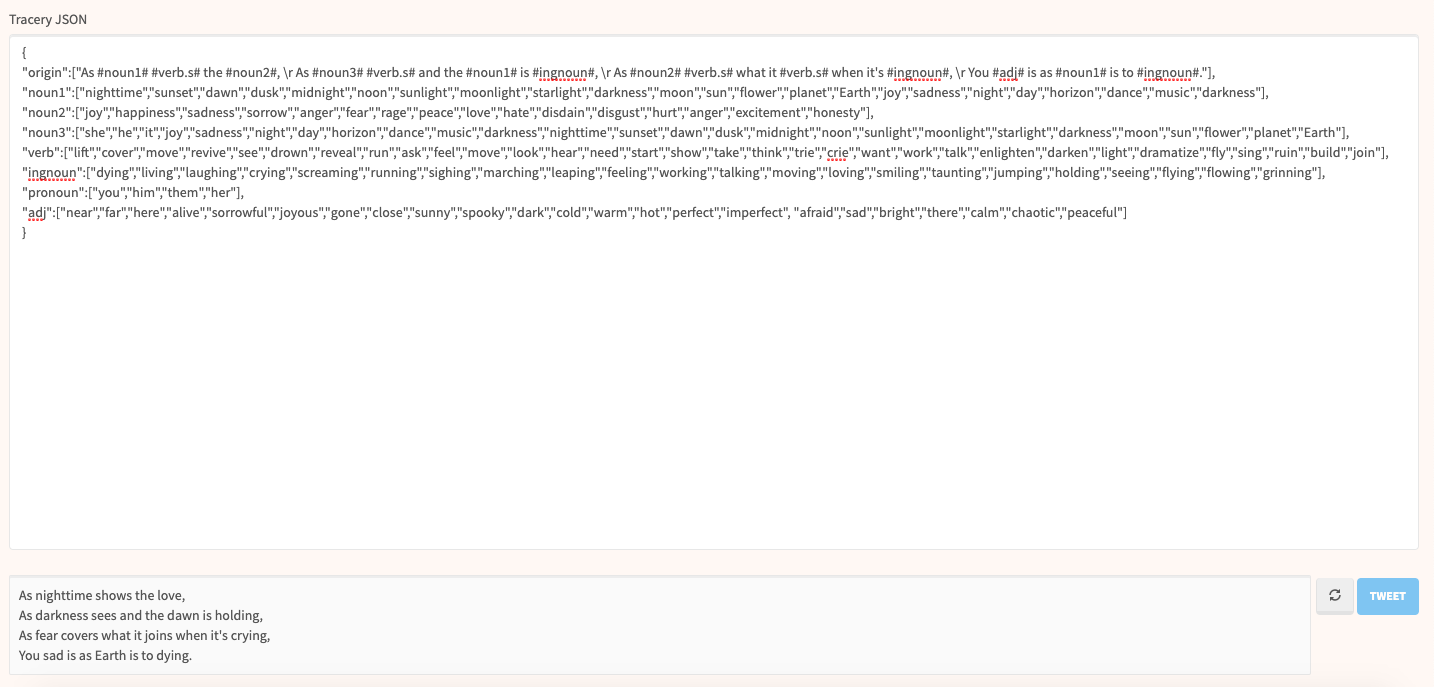 Tracery JSON
{
"origin":["As #noun1# #verb.s# the #noun2#, \r As #noun3# #verb.s# and the #noun1# is #ingnoun#, \r As #noun2# #verb.s# what it #verb.s# when it's #ingnoun#, \r You #adj# is as #noun1# is to #ingnoun#."],
"noun1":["nighttime","sunset","dawn","dusk","midnight","noon","sunlight","moonlight","starlight","darkness","moon","sun","flower","planet","Earth","joy","sadness","night","day","horizon","dance","music","darkness"],
"noun2":["joy","happiness","sadness","sorrow","anger","fear","rage","peace","love","hate","disdain","disgust","hurt","anger","excitement","honesty"],
"noun3":["she","he","it","joy","sadness","night","day","horizon","dance","music","darkness","nighttime","sunset","dawn","dusk","midnight","noon","sunlight","moonlight","starlight","darkness","moon","sun","flower","planet","Earth"],
"verb":["lift","cover","move","revive","see","drown","reveal","run","ask","feel","move","look","hear","need","start","show","take","think","trie","crie","want","work","talk","enlighten","darken","light","dramatize","fly","sing","ruin","build","join"],
"ingnoun":["dying","living","laughing","crying","screaming","running","sighing","marching","leaping","feeling","working","talking","moving","loving","smiling","taunting","jumping","holding","seeing","flying","flowing","grinning"],
"pronoun":["you","him","them","her"],
"adj":["near","far","here","alive","sorrowful","joyous","gone","close","sunny","spooky","dark","cold","warm","hot","perfect","imperfect", "afraid","sad","bright","there","calm","chaotic","peaceful"]
}
As nighttime shows the love,
As darkness sees and the dawn is holding,
As fear covers what it joins when it's crying,
You sad is as Earth is to dying.
TWEET